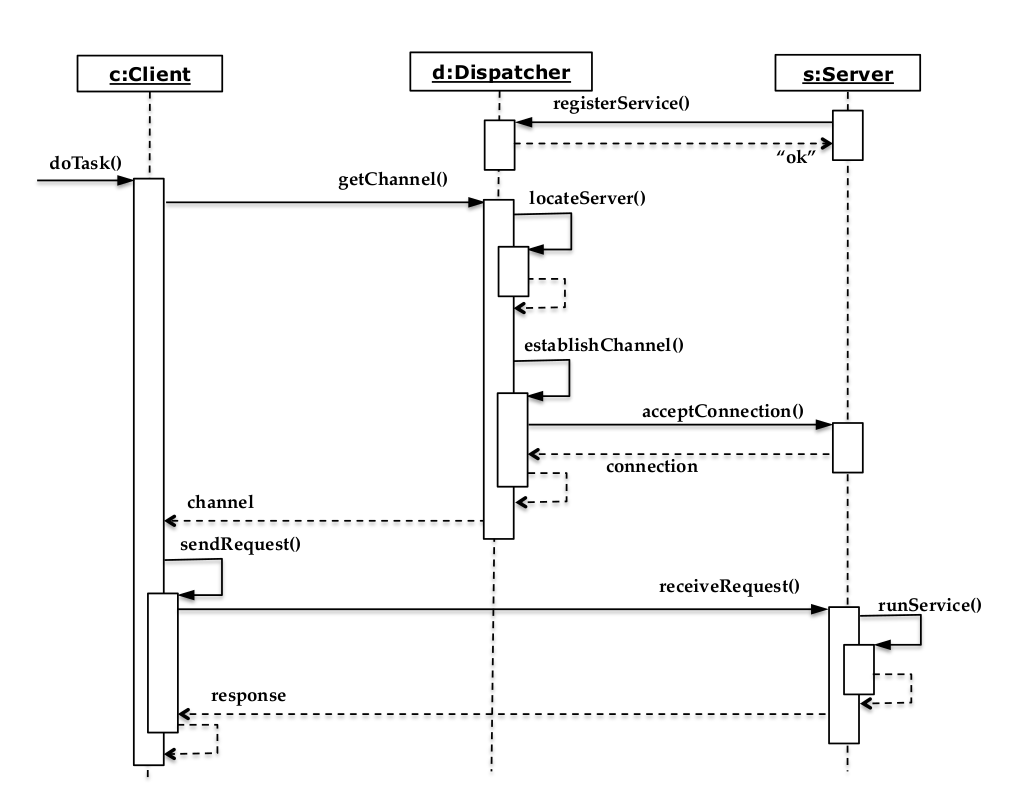 c:Client
d:Dispatcher
s:Server
registerService()
“ok”
doTask()
getChannel()
locateServer()
establishChannel()
acceptConnection()
connection
channel
sendRequest()
receiveRequest()
runService()
response